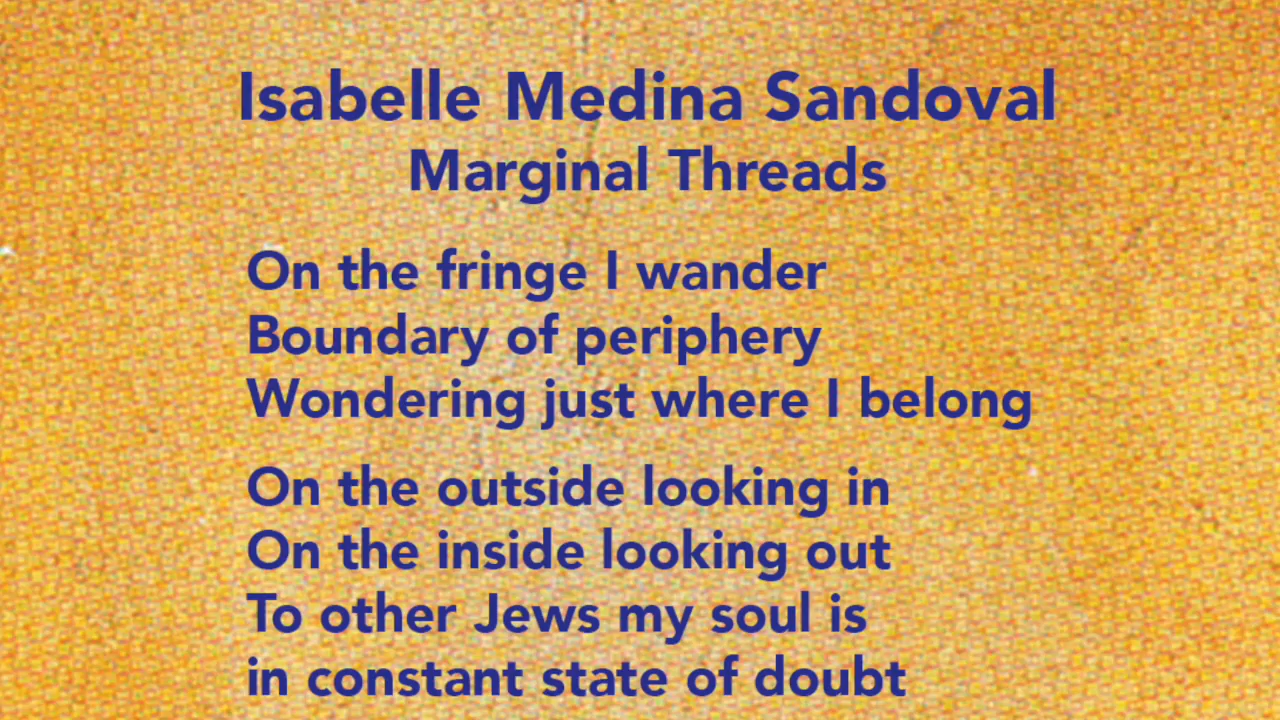 Isabelle Medina Sandoval
Marginal Threads
On the fringe I wander
Boundary of periphery
Wondering just where I belong
On the outside looking in
On the inside looking out
To other Jews my soul is
in constant state of doubt